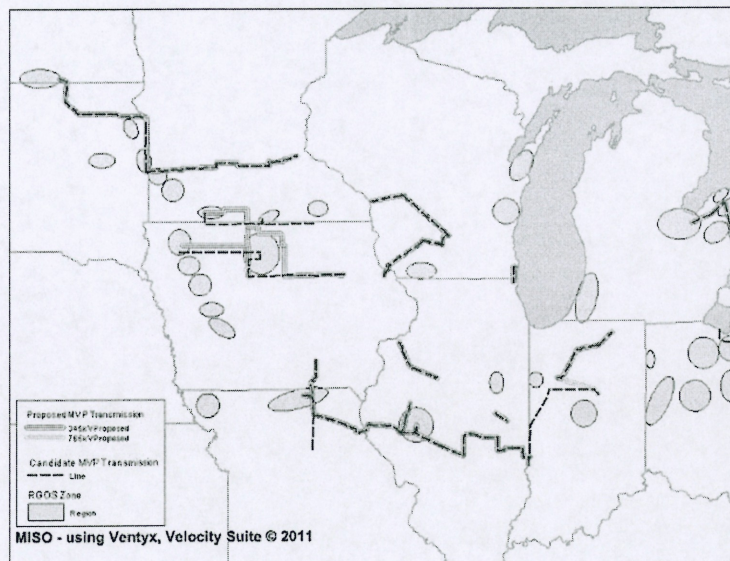 Proposed MVP Transmission
345kV Proposed
765kV Proposed
Candidate MVP Transmission
Line
RGOS Zone
Region
MISO - using Ventyx, Velocity Suite © 2011